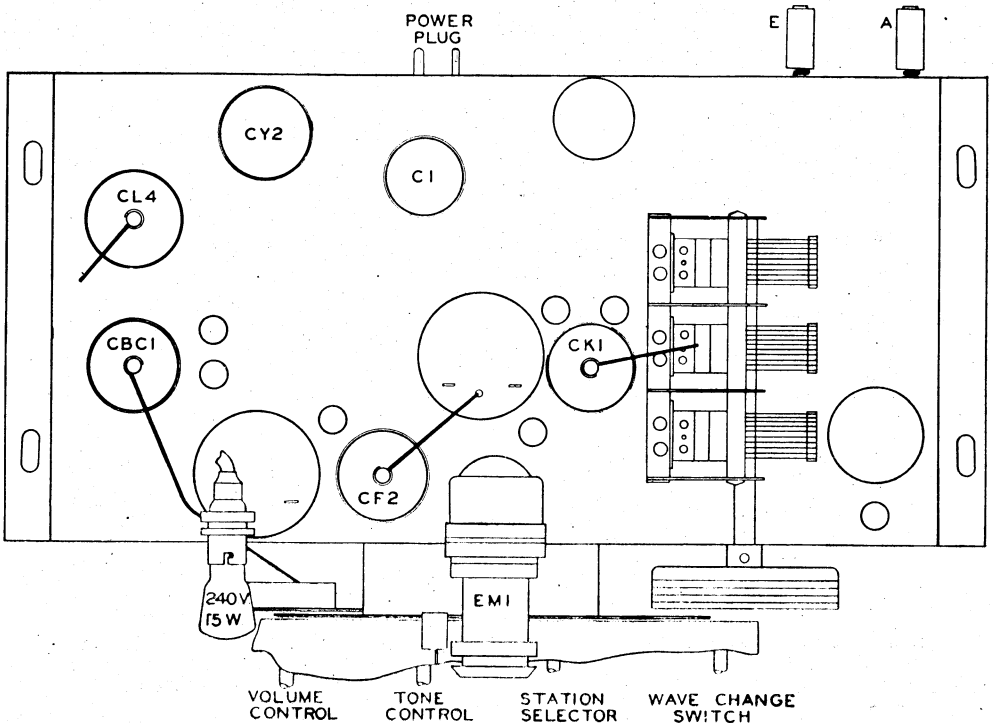 POWER
PLUG
E
A
CY2
C1
CL4
CBC1
CK1
CF2
EM1
240V
15W
VOLUME
CONTROL
TONE
CONTROL
STATION
SELECTOR
WAVE CHANGE
SWITCH